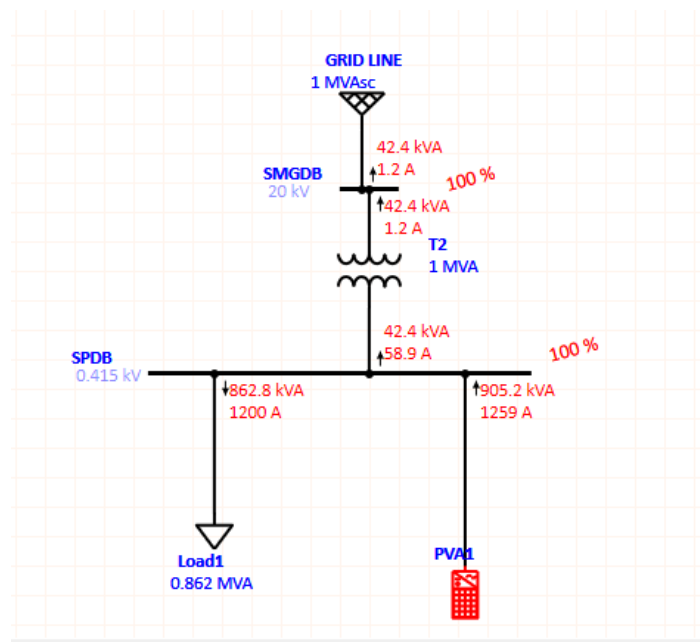 GRID LINE
1 MVAsc
42.4 kVA
1.2 A
SMGDB
20 kV
100 %
42.4 kVA
1.2 A
T2
1 MVA
42.4 kVA
58.9 A
SPDB
0.415 kV
100 %
862.8 kVA
1200 A
905.2 kVA
1259 A
Load1
0.862 MVA
PVA1